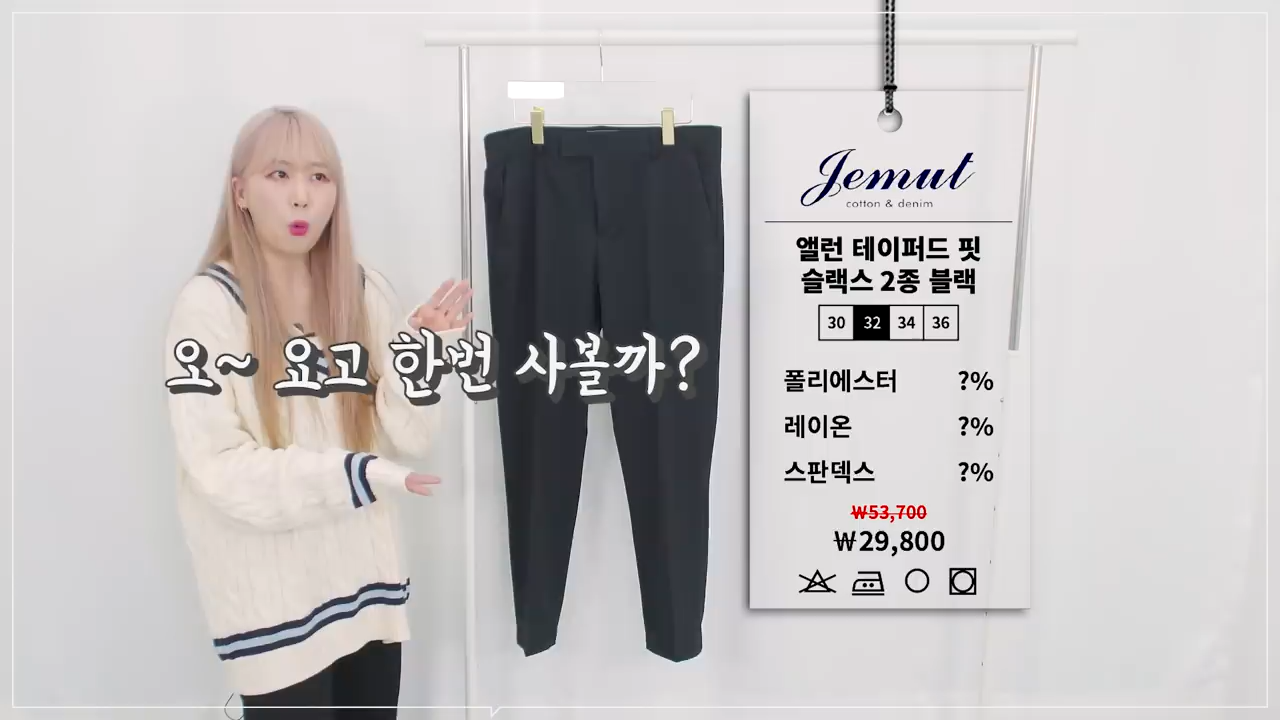 Jemut
cotton & denim
앨런 테이퍼드 핏
슬랙스 2종 블랙
30 32 34 36
폴리에스터 ?%
레이온 ?%
스판덱스 ?%
₩53,700
₩29,800
오~ 요고 한번 사볼까?